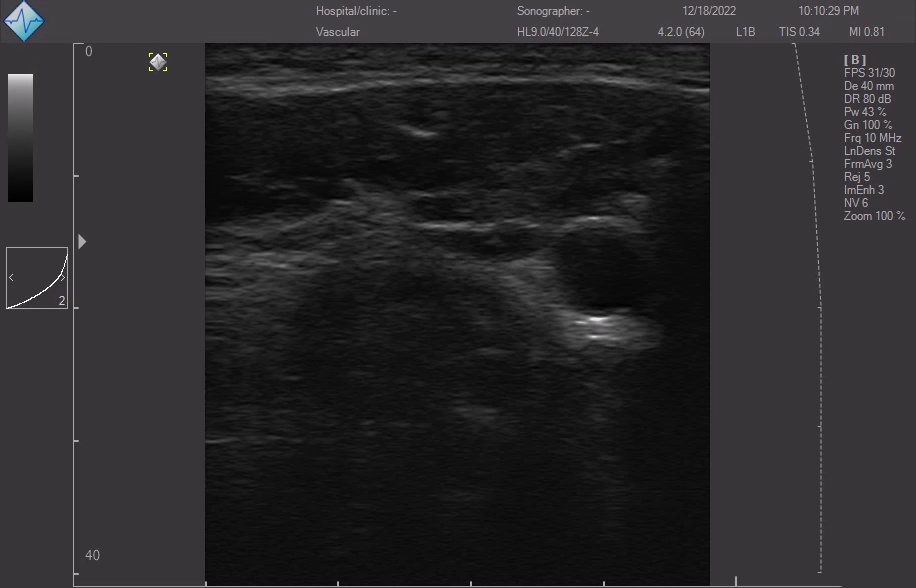 Hospital/clinic: - Sonographer: - 12/18/2022 10:10:29 PM
Vascular HL9.0/40/128Z-4 4.2.0 (64) L1B TIS 0.34 MI 0.81
0
[ B ]
FPS 31/30
De 40 mm
DR 80 dB
Pw 43 %
Gn 100 %
Frq 10 MHz
LnDens St
FrmAvg 3
Rej 5
ImEnh 3
NV 6
Zoom 100 %
2
40